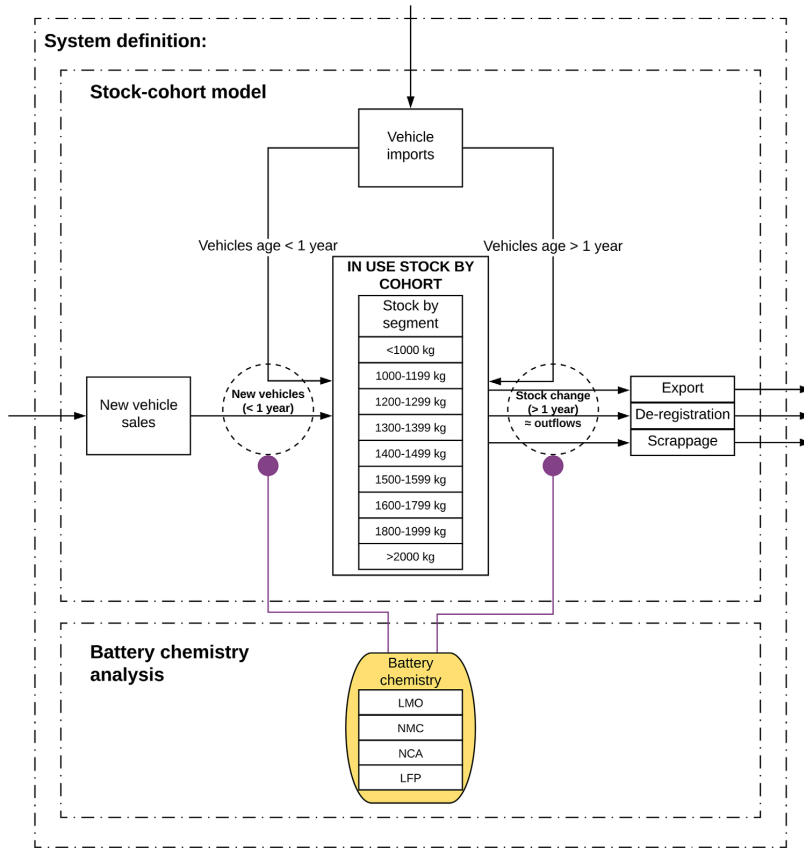 System definition:
Stock-cohort model
Vehicle
imports
Vehicles age < 1 year
Vehicles age > 1 year
IN USE STOCK BY
COHORT
Stock by
segment
<1000 kg
1000-1199 kg
1200-1299 kg
1300-1399 kg
1400-1499 kg
1500-1599 kg
1600-1799 kg
1800-1999 kg
>2000 kg
New vehicle
sales
New vehicles
(< 1 year)
Stock change
(> 1 year)
≈ outflows
Export
De-registration
Scrappage
Battery chemistry
analysis
Battery
chemistry
LMO
NMC
NCA
LFP